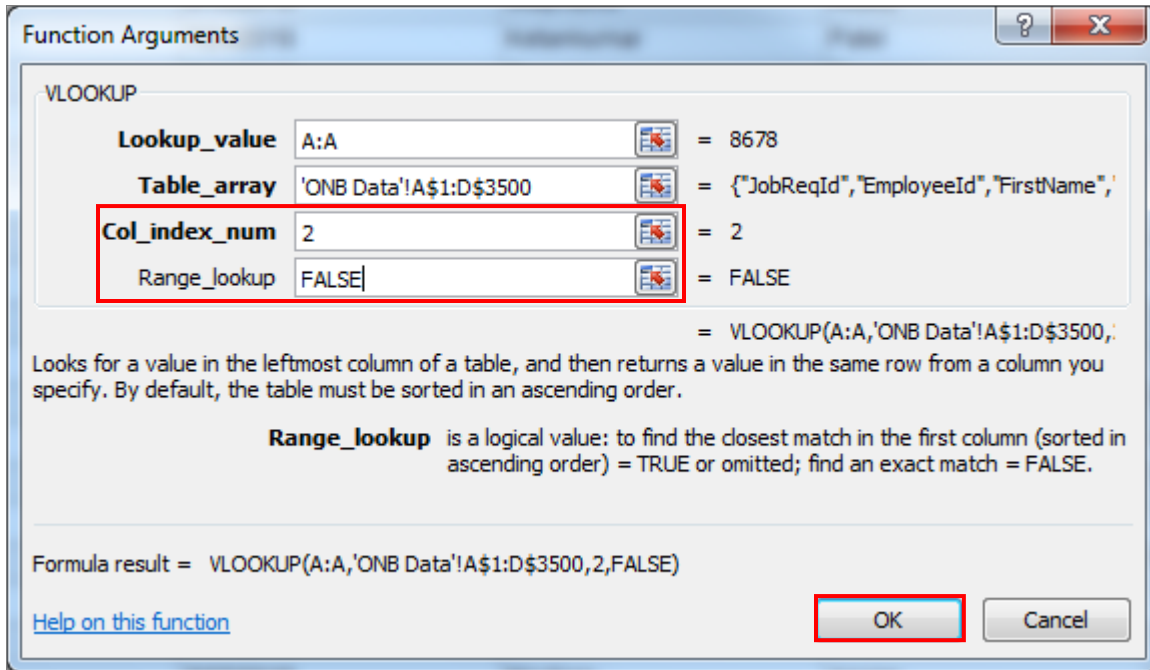 Function Arguments
VLOOKUP
Lookup_value A:A = 8678
Table_array 'ONB Data'!A$1:D$3500 = {"JobReqId","EmployeeId","FirstName",'
Col_index_num 2 = 2
Range_lookup FALSE = FALSE
= VLOOKUP(A:A,'ONB Data'!A$1:D$3500,
Looks for a value in the leftmost column of a table, and then returns a value in the same row from a column you
specify. By default, the table must be sorted in an ascending order.
Range_lookup is a logical value: to find the closest match in the first column (sorted in
ascending order) = TRUE or omitted; find an exact match = FALSE.
Formula result = VLOOKUP(A:A,'ONB Data'!A$1:D$3500,2,FALSE)
Help on this function
OK
Cancel